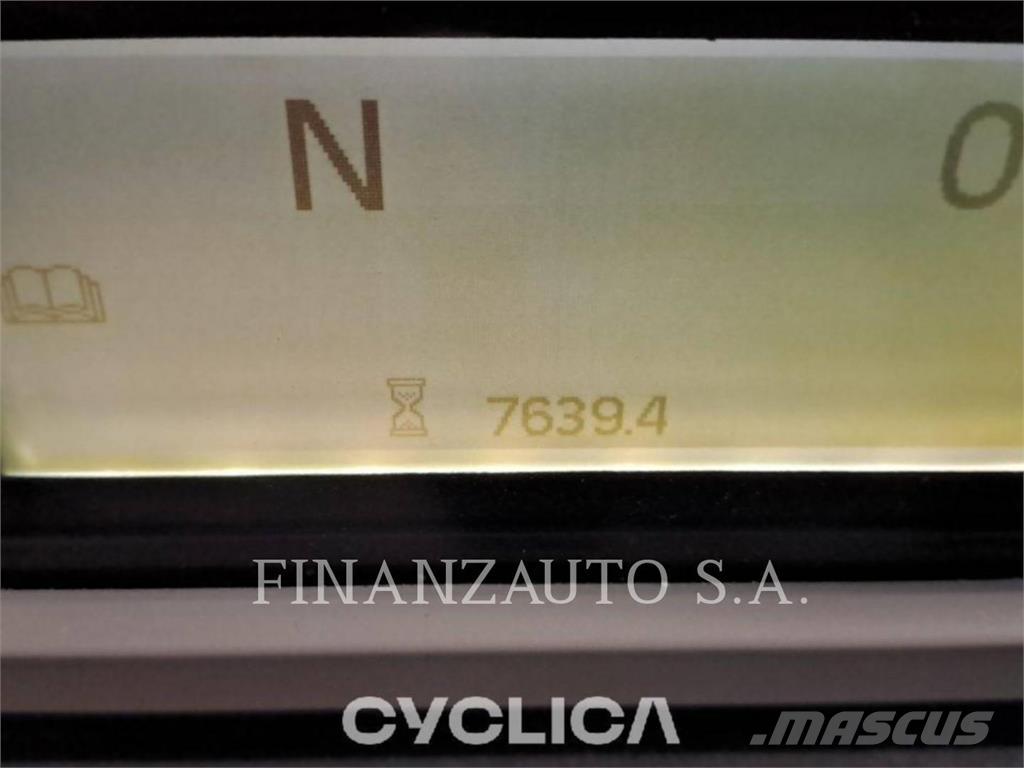 N 0
7639.4
FINANZAUTO S.A.
CYCLICA
MASCUS